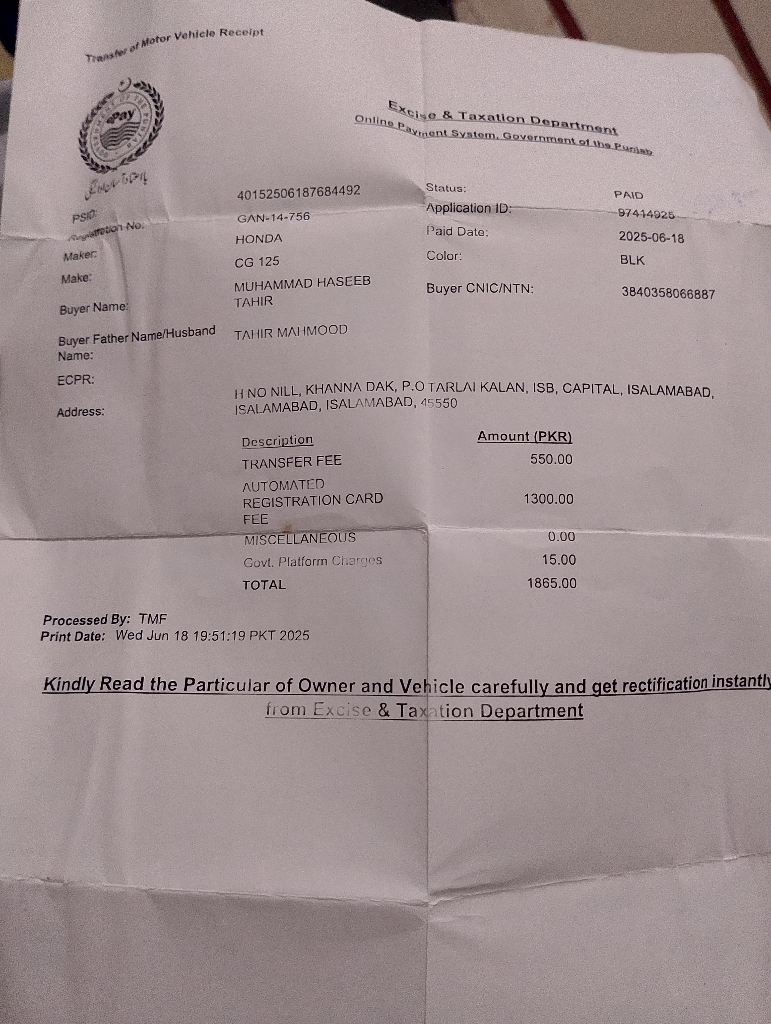 Transfer of Motor Vehicle Receipt
ePay
Excise & Taxation Department
Online Payment System, Government of the Punjab
PSID: 40152506187684492 Status: PAID
Registration No: GAN-14-756 Application ID: 97414925
Maker: HONDA Paid Date: 2025-06-18
Make: CG 125 Color: BLK
Buyer Name: MUHAMMAD HASEEB TAHIR Buyer CNIC/NTN: 3840358066887
Buyer Father Name/Husband Name: TAHIR MAHMOOD
ECPR:
Address: H NO NILL, KHANNA DAK, P.O TARLAI KALAN, ISB, CAPITAL, ISALAMABAD,
ISALAMABAD, ISALAMABAD, 45550
Description Amount (PKR)
TRANSFER FEE 550.00
AUTOMATED
REGISTRATION CARD 1300.00
FEE
MISCELLANEOUS 0.00
Govt. Platform Charges 15.00
TOTAL 1865.00
Processed By: TMF
Print Date: Wed Jun 18 19:51:19 PKT 2025
Kindly Read the Particular of Owner and Vehicle carefully and get rectification instantly
from Excise & Taxation Department